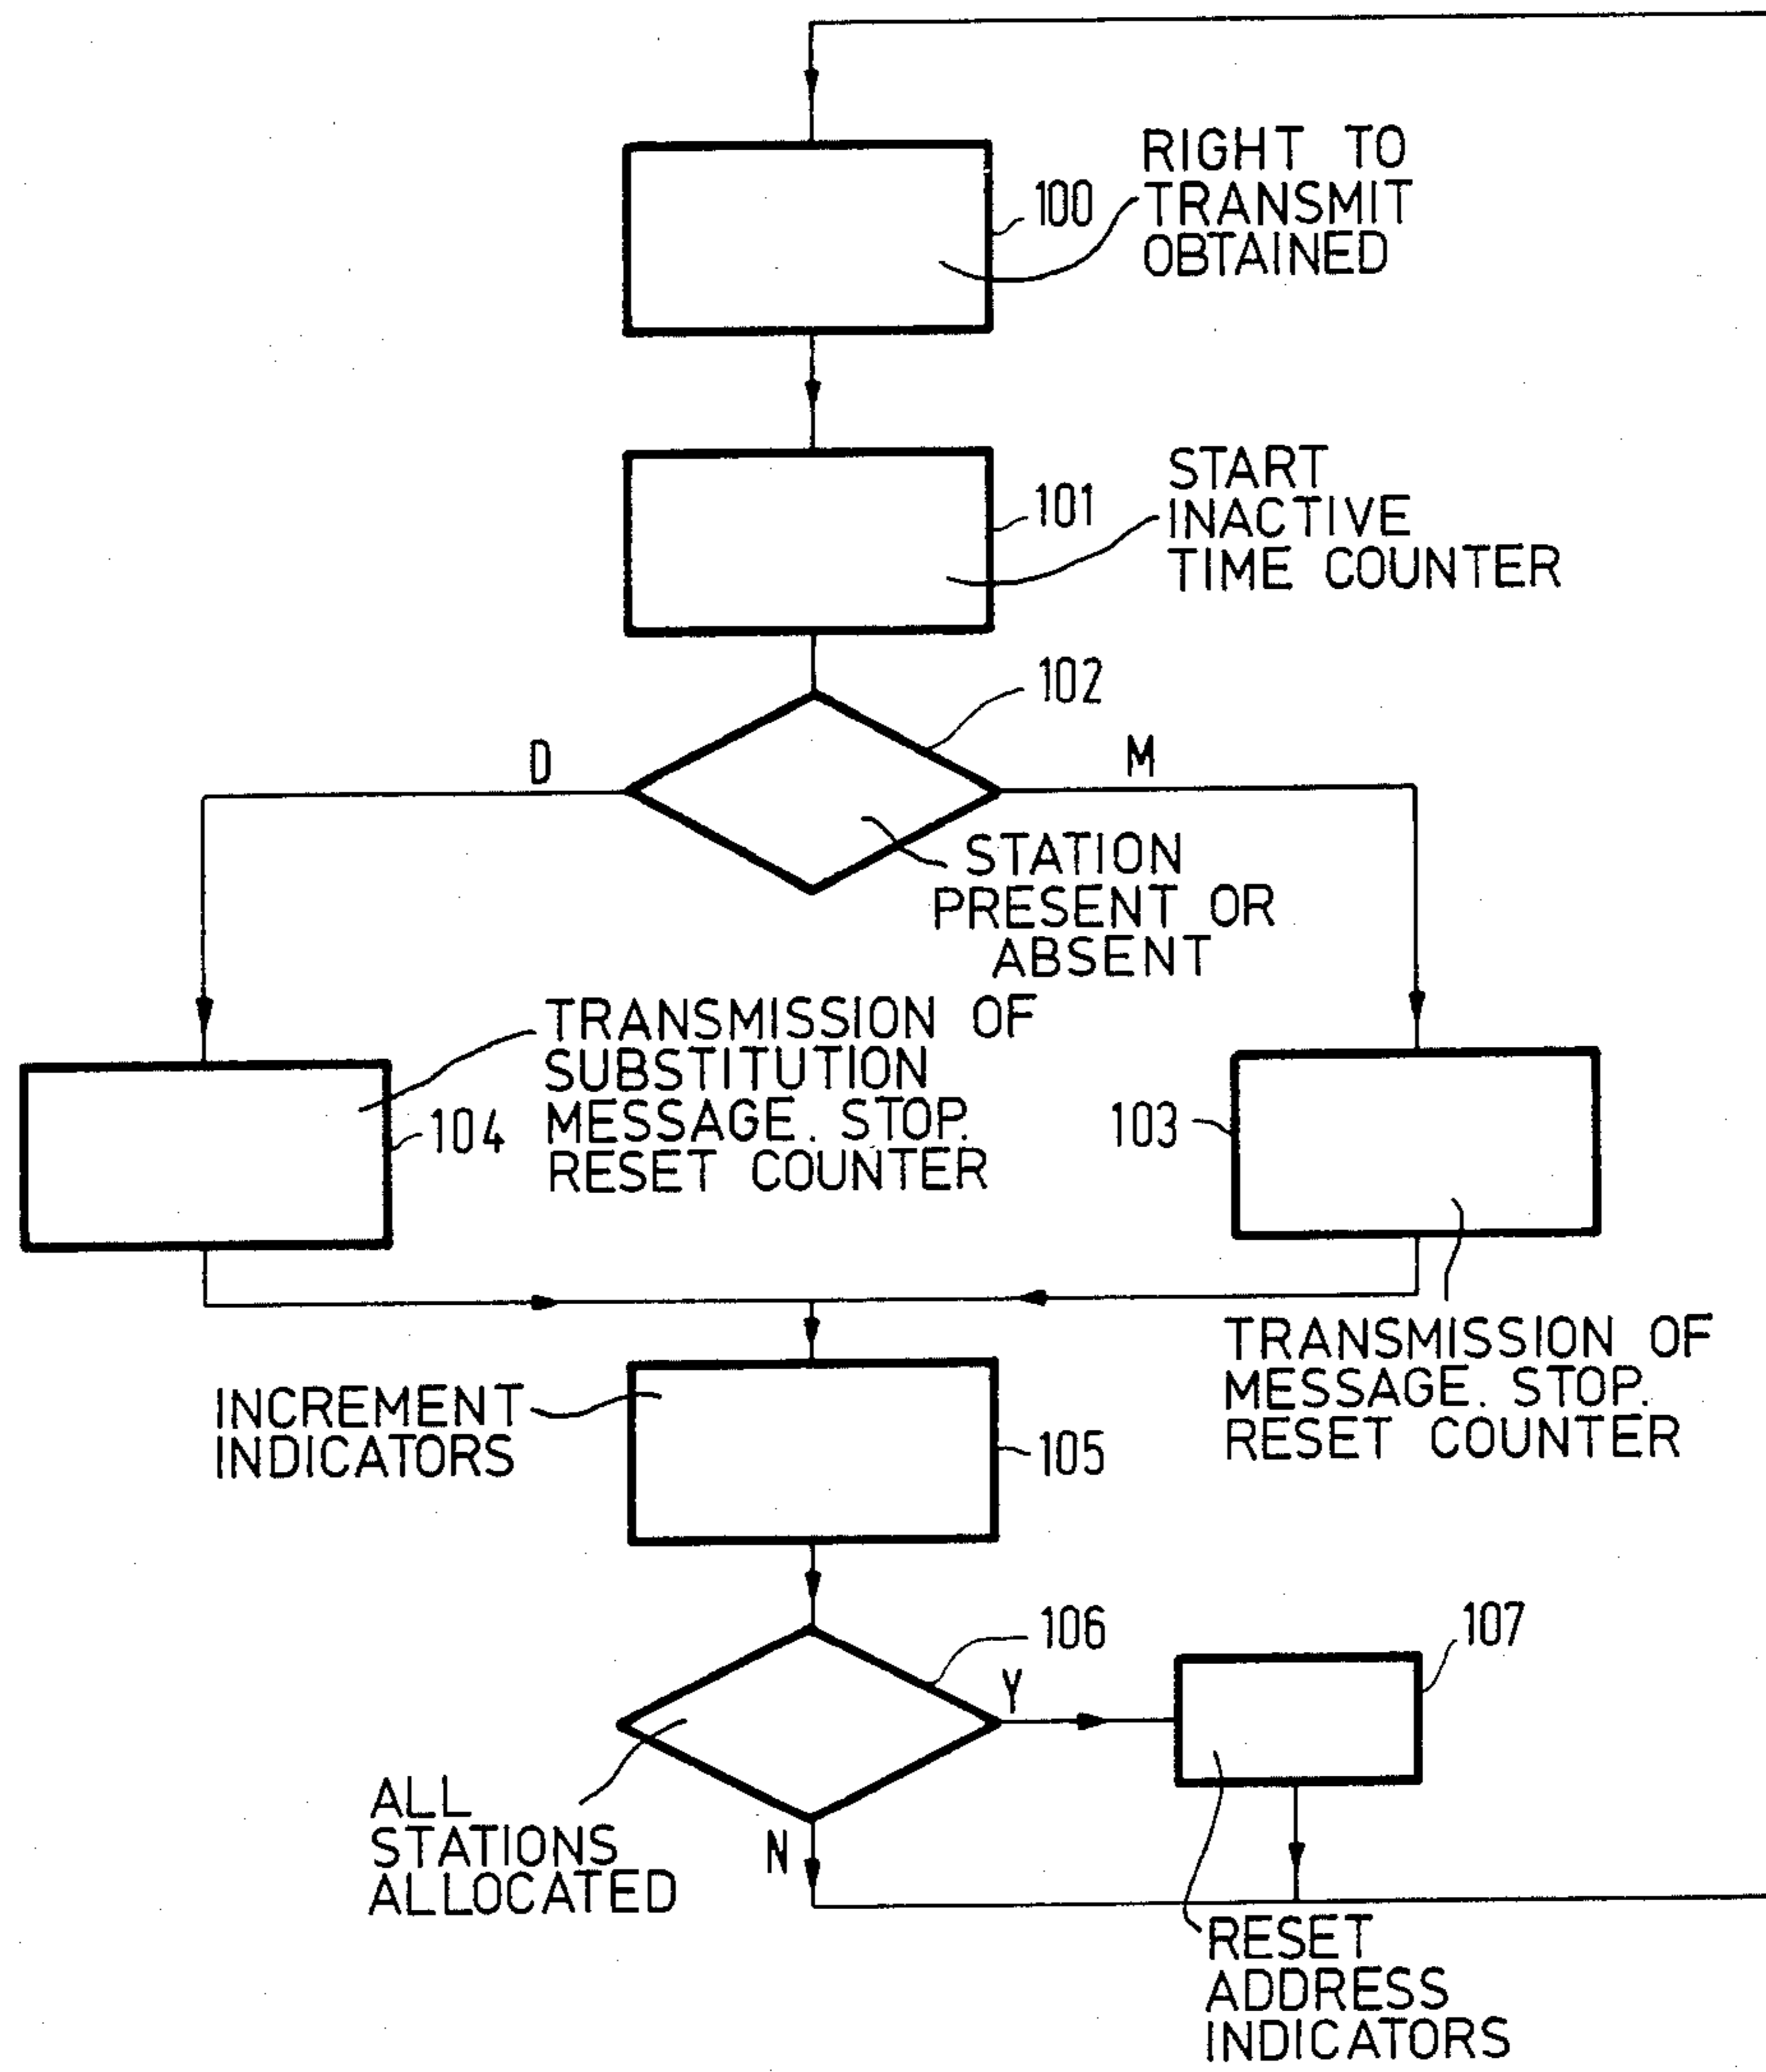 RIGHT TO
TRANSMIT
OBTAINED
100
START
INACTIVE
TIME COUNTER
101
102
D
M
STATION
PRESENT OR
ABSENT
TRANSMISSION OF
SUBSTITUTION
MESSAGE. STOP.
RESET COUNTER
104
103
TRANSMISSION OF
MESSAGE. STOP.
RESET COUNTER
INCREMENT
INDICATORS
105
106
107
Y
ALL
STATIONS
ALLOCATED
N
RESET
ADDRESS
INDICATORS